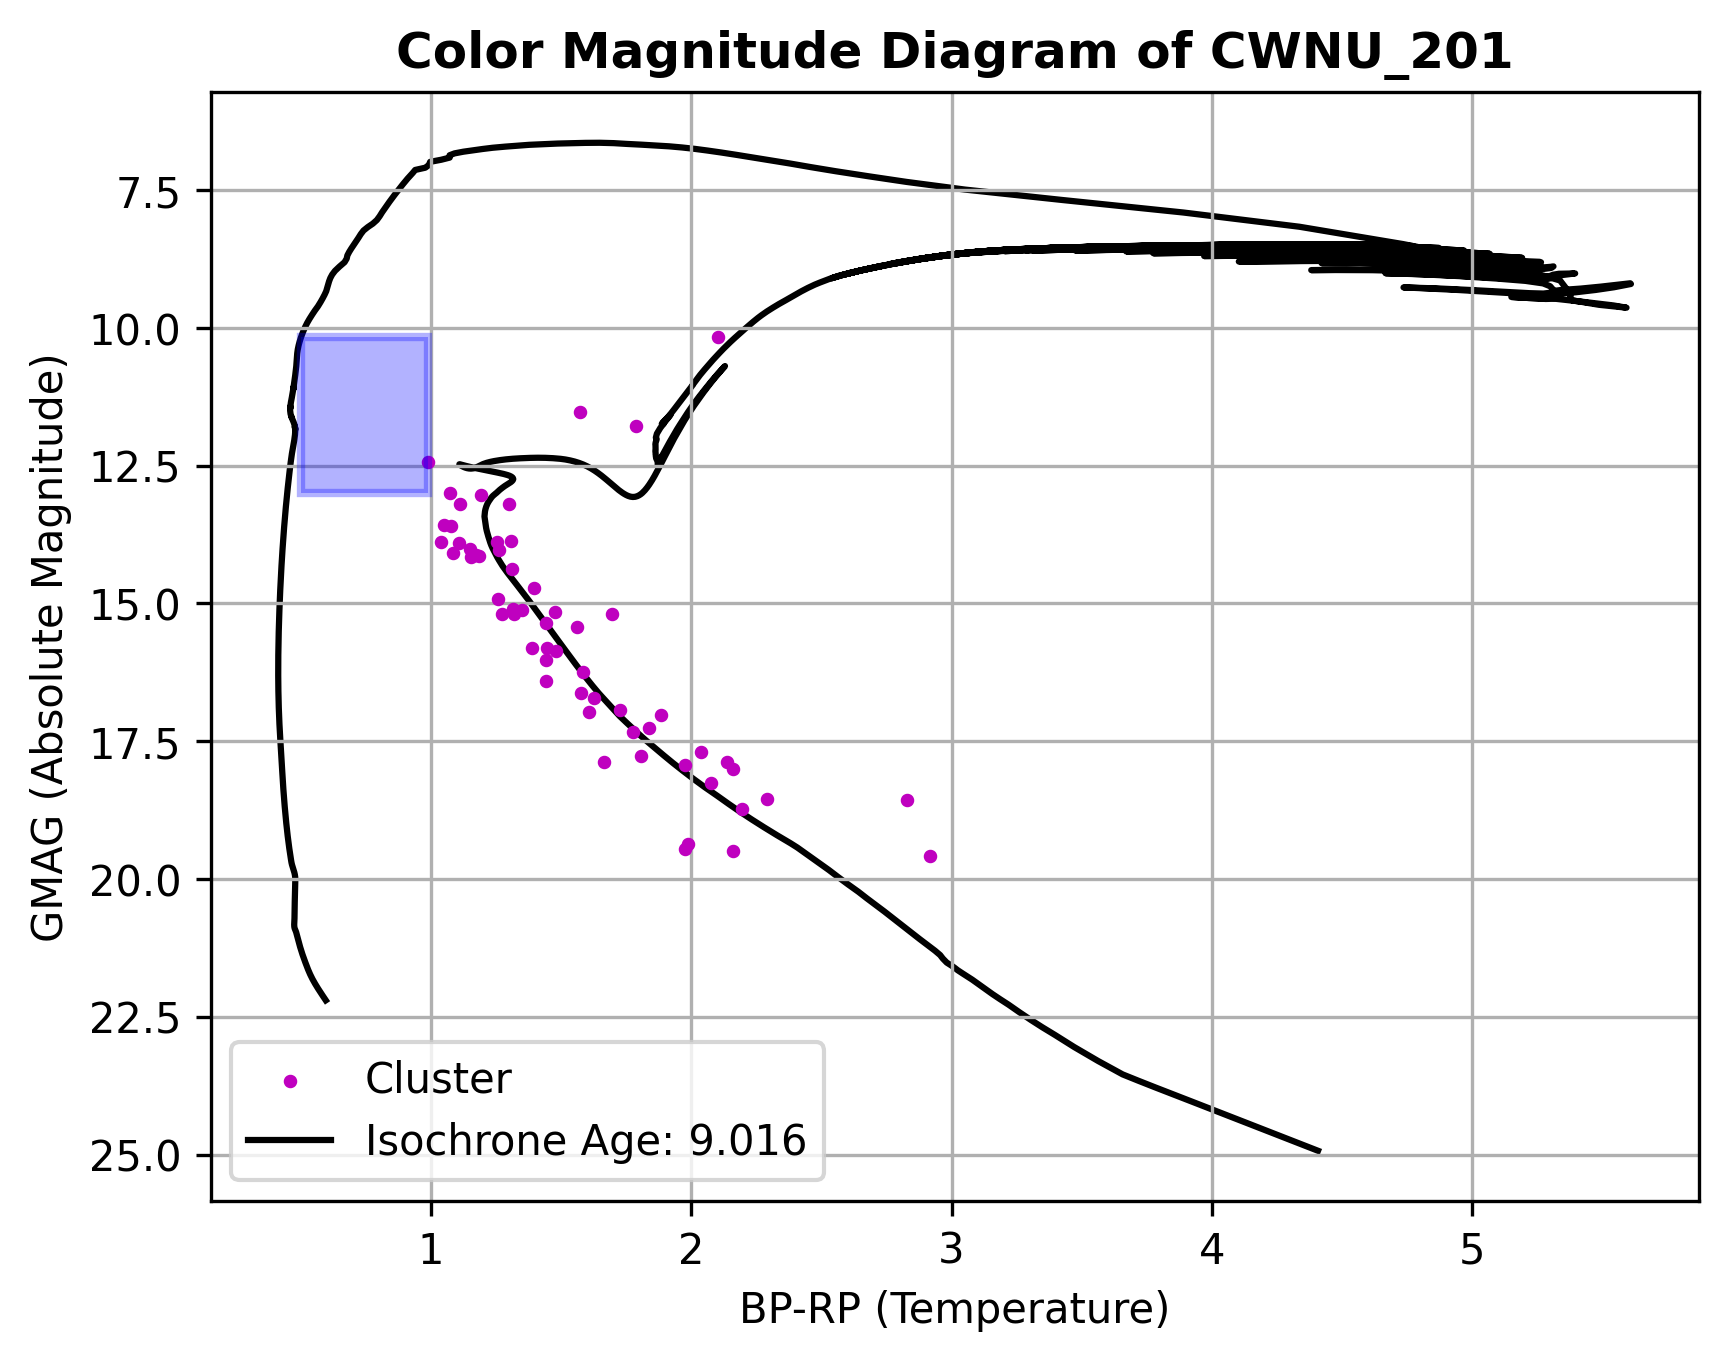 Color Magnitude Diagram of CWNU_201
GMAG (Absolute Magnitude)
7.5
10.0
12.5
15.0
17.5
20.0
22.5
25.0
Cluster
Isochrone Age: 9.016
1 2 3 4 5
BP-RP (Temperature)